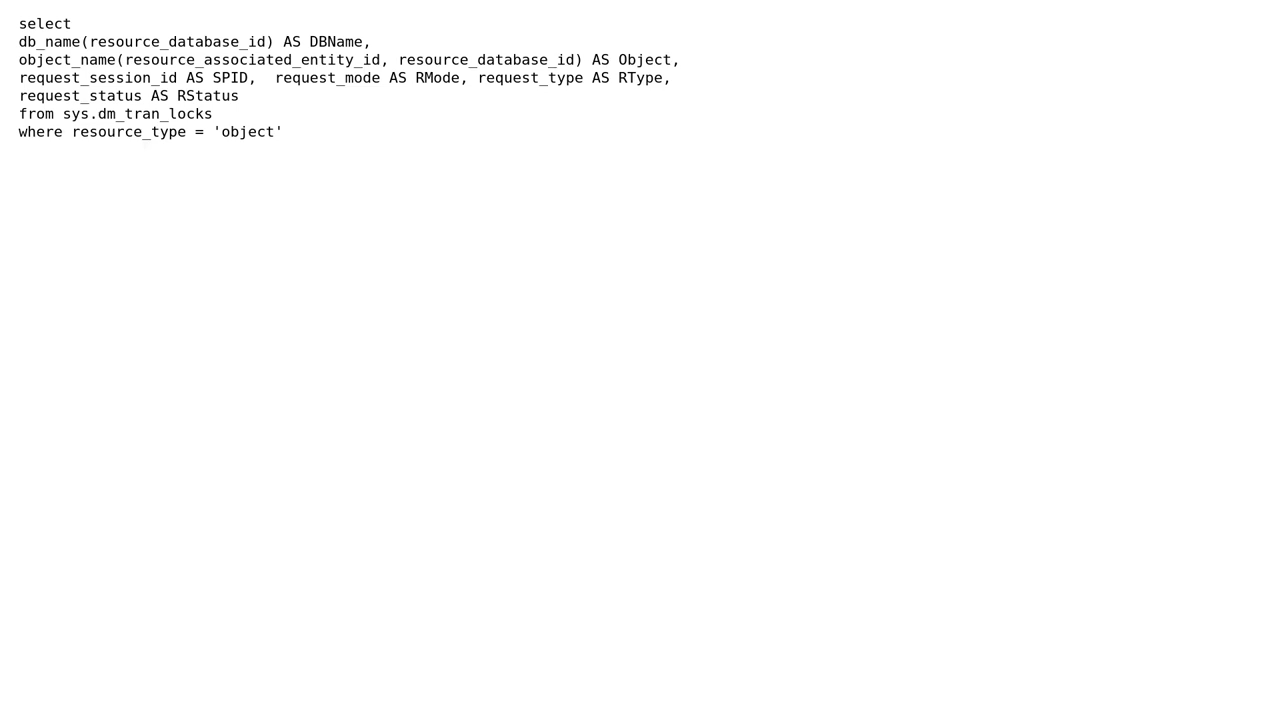 select
db_name(resource_database_id) AS DBName,
object_name(resource_associated_entity_id, resource_database_id) AS Object,
request_session_id AS SPID,  request_mode AS RMode, request_type AS RType,
request_status AS RStatus
from sys.dm_tran_locks
where resource_type = 'object'